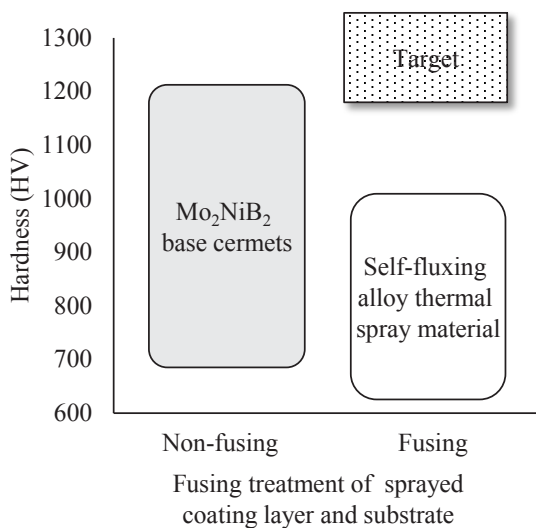 1300
1200
1100
1000
900
800
700
600
Hardness (HV)
Target
Mo₂NiB₂
base cermets
Self-fluxing
alloy thermal
spray material
Non-fusing
Fusing
Fusing treatment of sprayed
coating layer and substrate